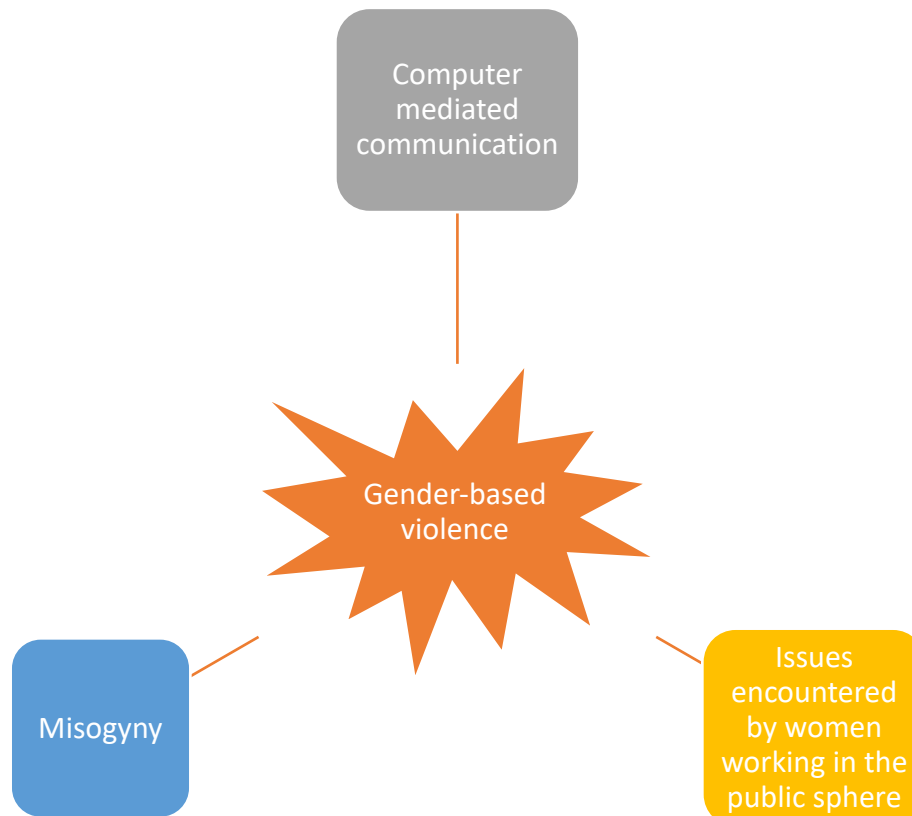 Computer
mediated
communication
Gender-based
violence
Misogyny
Issues
encountered
by women
working in the
public sphere